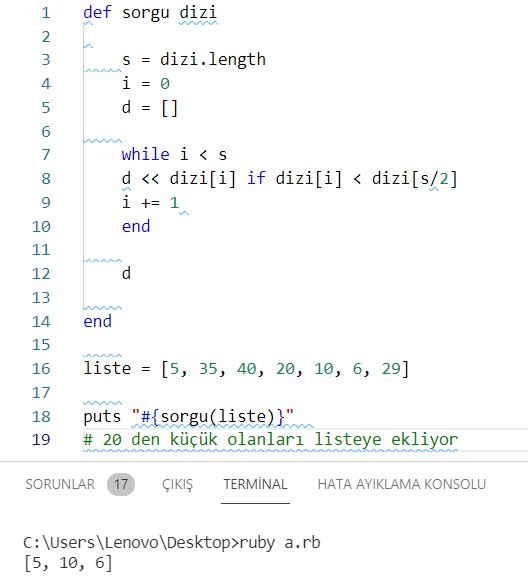 1 def sorgu dizi
2
3 s = dizi.length
4 i = 0
5 d = []
6
7 while i < s
8 d << dizi[i] if dizi[i] < dizi[s/2]
9 i += 1
10 end
11
12 d
13
14 end
15
16 liste = [5, 35, 40, 20, 10, 6, 29]
17
18 puts "#{sorgu(liste)}"
19 # 20 den küçük olanları listeye ekliyor
SORUNLAR 17 ÇIKIŞ TERMİNAL HATA AYIKLAMA KONSOLU
C:\Users\Lenovo\Desktop>ruby a.rb
[5, 10, 6]